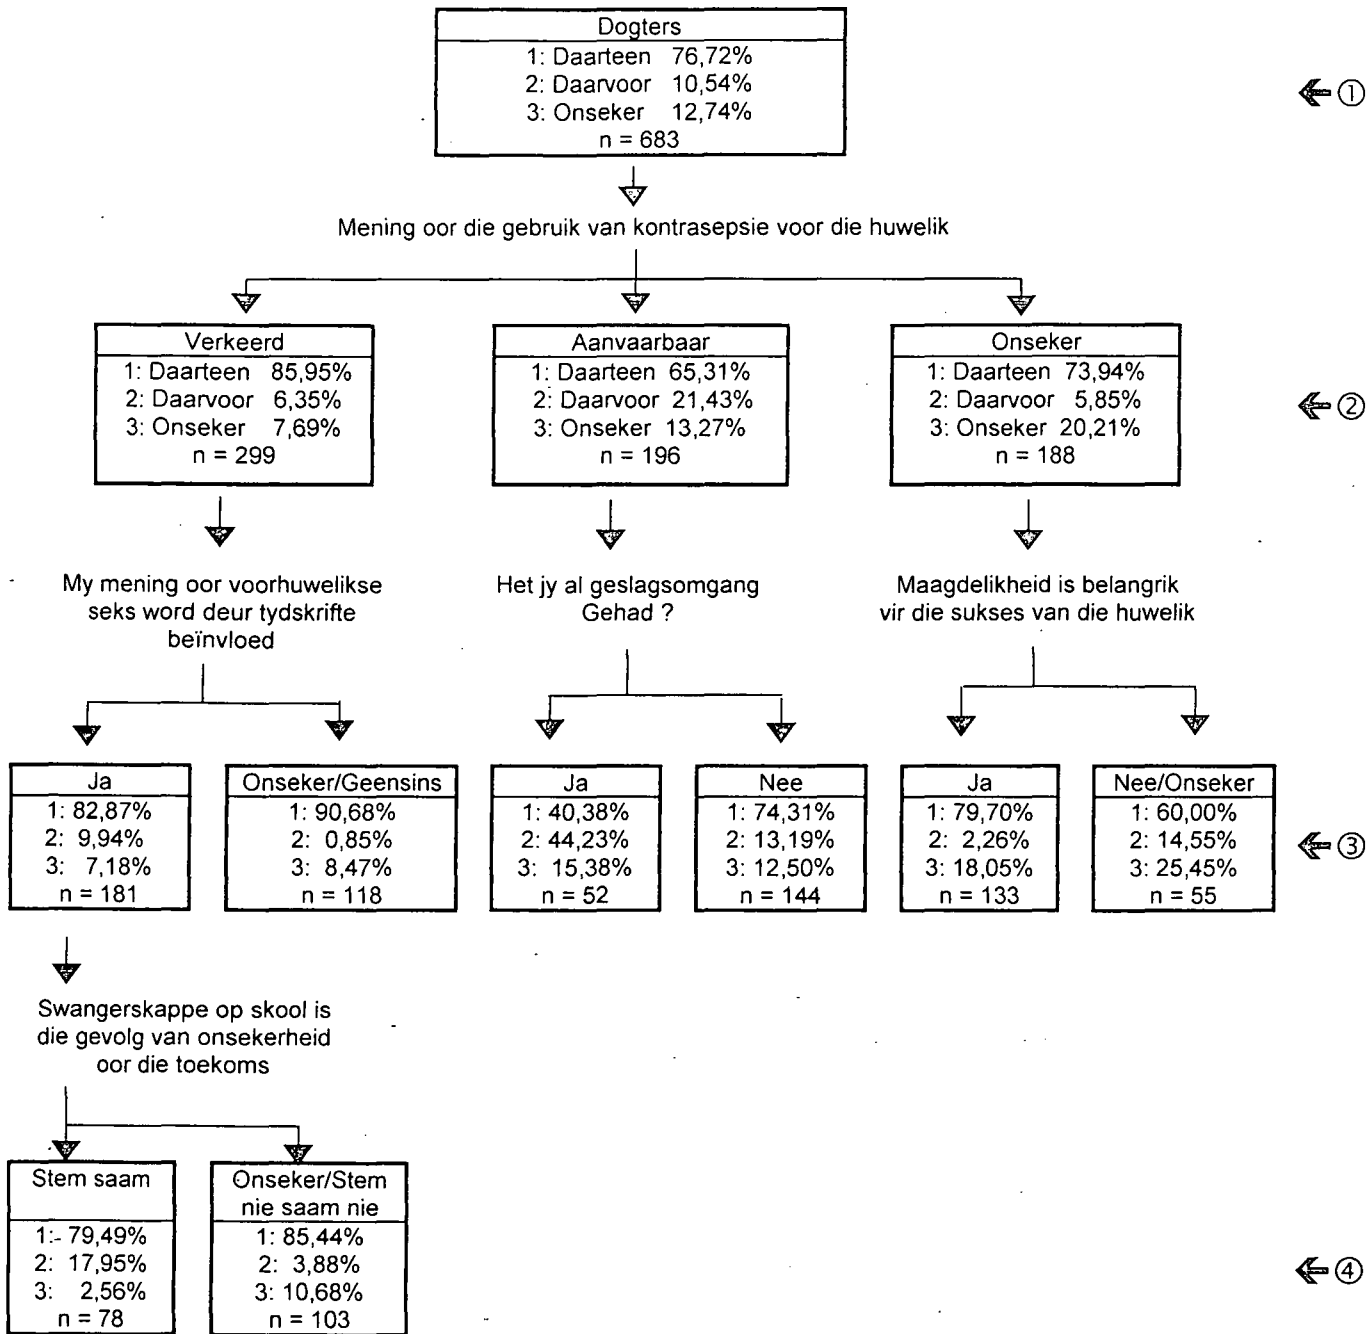 Dogters
1: Daarteen 76,72%
2: Daarvoor 10,54%
3: Onseker 12,74%
n = 683
①
Mening oor die gebruik van kontrasepsie voor die huwelik
Verkeerd
1: Daarteen 85,95%
2: Daarvoor 6,35%
3: Onseker 7,69%
n = 299
Aanvaarbaar
1: Daarteen 65,31%
2: Daarvoor 21,43%
3: Onseker 13,27%
n = 196
Onseker
1: Daarteen 73,94%
2: Daarvoor 5,85%
3: Onseker 20,21%
n = 188
②
My mening oor voorhuwelikse
seks word deur tydskrifte
beïnvloed
Het jy al geslagsomgang
Gehad ?
Maagdelikheid is belangrik
vir die sukses van die huwelik
Ja
1: 82,87%
2: 9,94%
3: 7,18%
n = 181
Onseker/Geensins
1: 90,68%
2: 0,85%
3: 8,47%
n = 118
Ja
1: 40,38%
2: 44,23%
3: 15,38%
n = 52
Nee
1: 74,31%
2: 13,19%
3: 12,50%
n = 144
Ja
1: 79,70%
2: 2,26%
3: 18,05%
n = 133
Nee/Onseker
1: 60,00%
2: 14,55%
3: 25,45%
n = 55
③
Swangerskappe op skool is
die gevolg van onsekerheid
oor die toekoms
Stem saam
1: 79,49%
2: 17,95%
3: 2,56%
n = 78
Onseker/Stem
nie saam nie
1: 85,44%
2: 3,88%
3: 10,68%
n = 103
④